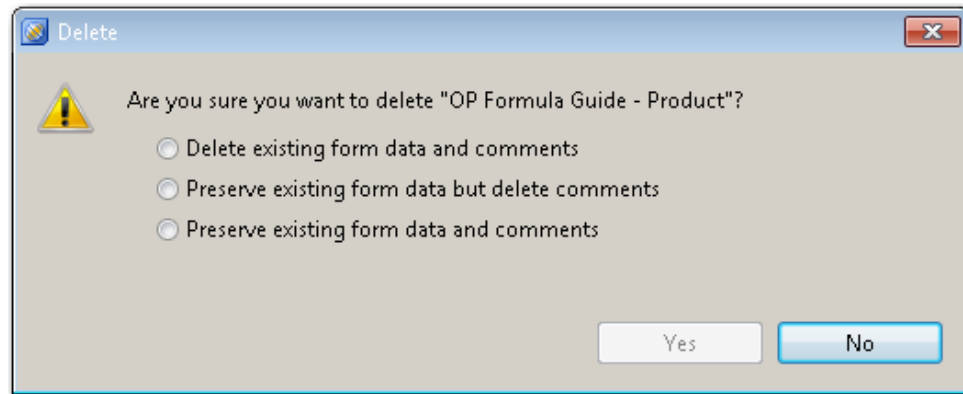 Delete
Are you sure you want to delete "OP Formula Guide - Product"?
Delete existing form data and comments
Preserve existing form data but delete comments
Preserve existing form data and comments
Yes
No